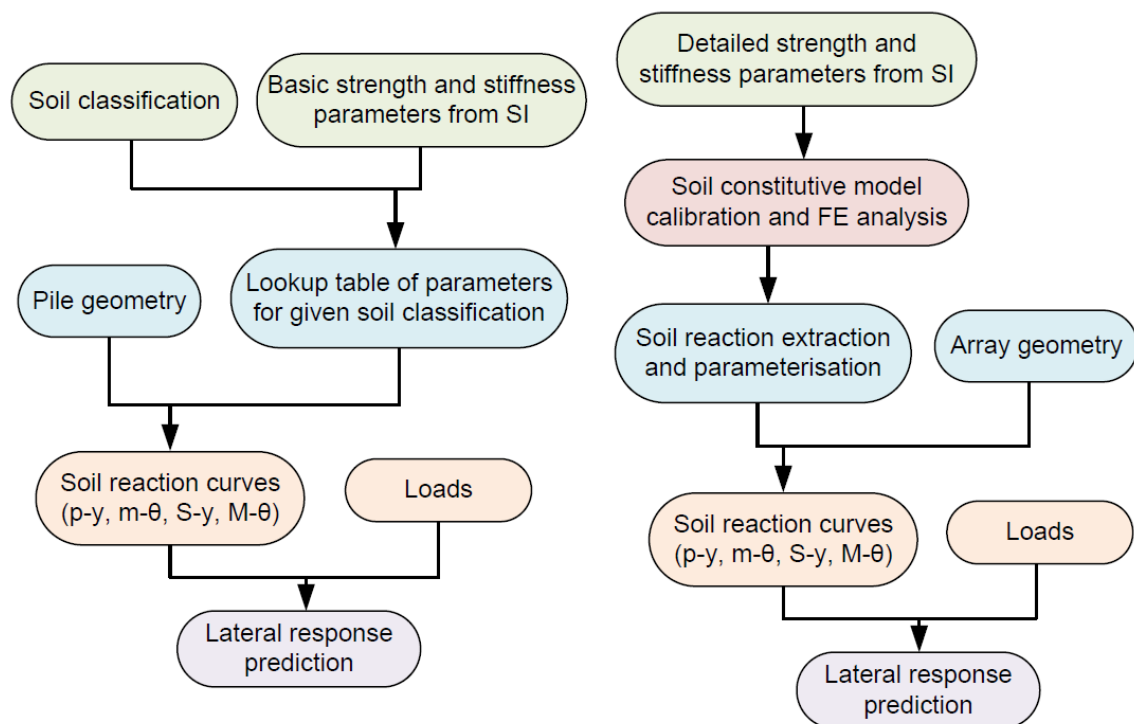 Soil classification
Basic strength and stiffness
parameters from SI
Lookup table of parameters
for given soil classification
Pile geometry
Soil reaction curves
(p-y, m-θ, S-y, M-θ)
Loads
Lateral response
prediction
Detailed strength and
stiffness parameters from SI
Soil constitutive model
calibration and FE analysis
Soil reaction extraction
and parameterisation
Array geometry
Soil reaction curves
(p-y, m-θ, S-y, M-θ)
Loads
Lateral response
prediction